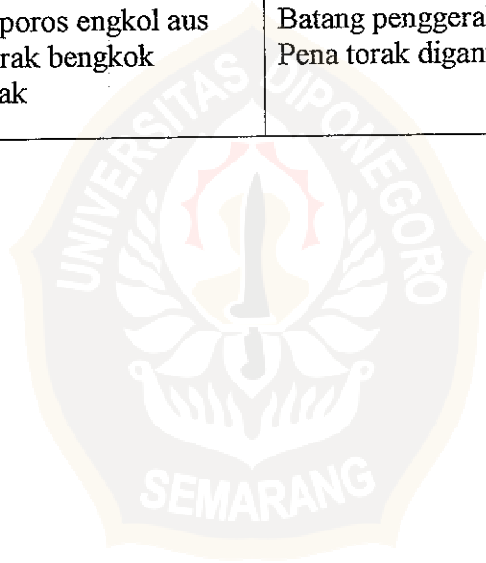 poros engkol aus
rak bengkok
ak
Batang penggera
Pena torak digan
UNIVERSITAS DIPONEGORO
SEMARANG